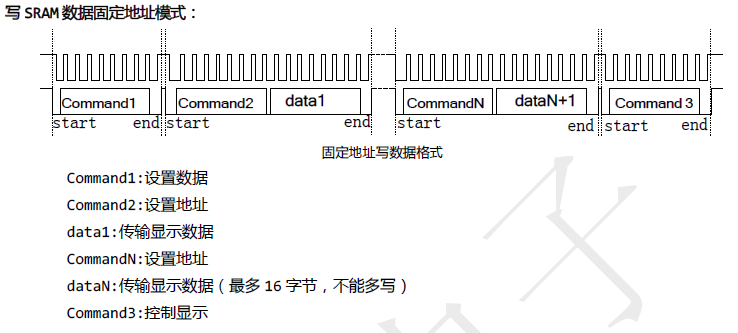 写 SRAM 数据固定地址模式：
Command1 Command2 data1 CommandN dataN+1 Command 3
start end start end end start end
固定地址写数据格式
Command1:设置数据
Command2:设置地址
data1:传输显示数据
CommandN:设置地址
dataN:传输显示数据（最多 16 字节，不能多写）
Command3:控制显示